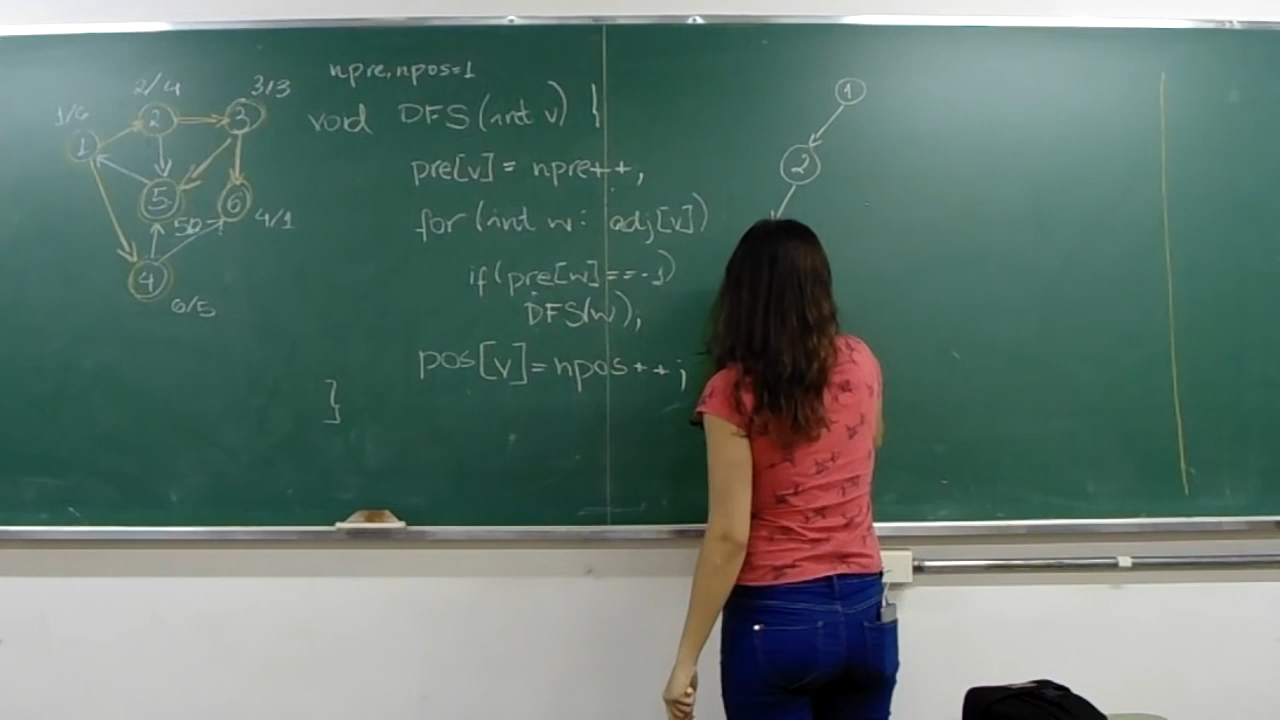 npre, npos=1
void DFS(int v) {
pre[v] = npre++;
for (int w: adj[v])
if(pre[w]==-1)
DFS(w);
pos[v]=npos++;
}
2/4
3/3
1/6
1
2
3
5
6
4/1
4
6/5
1
2